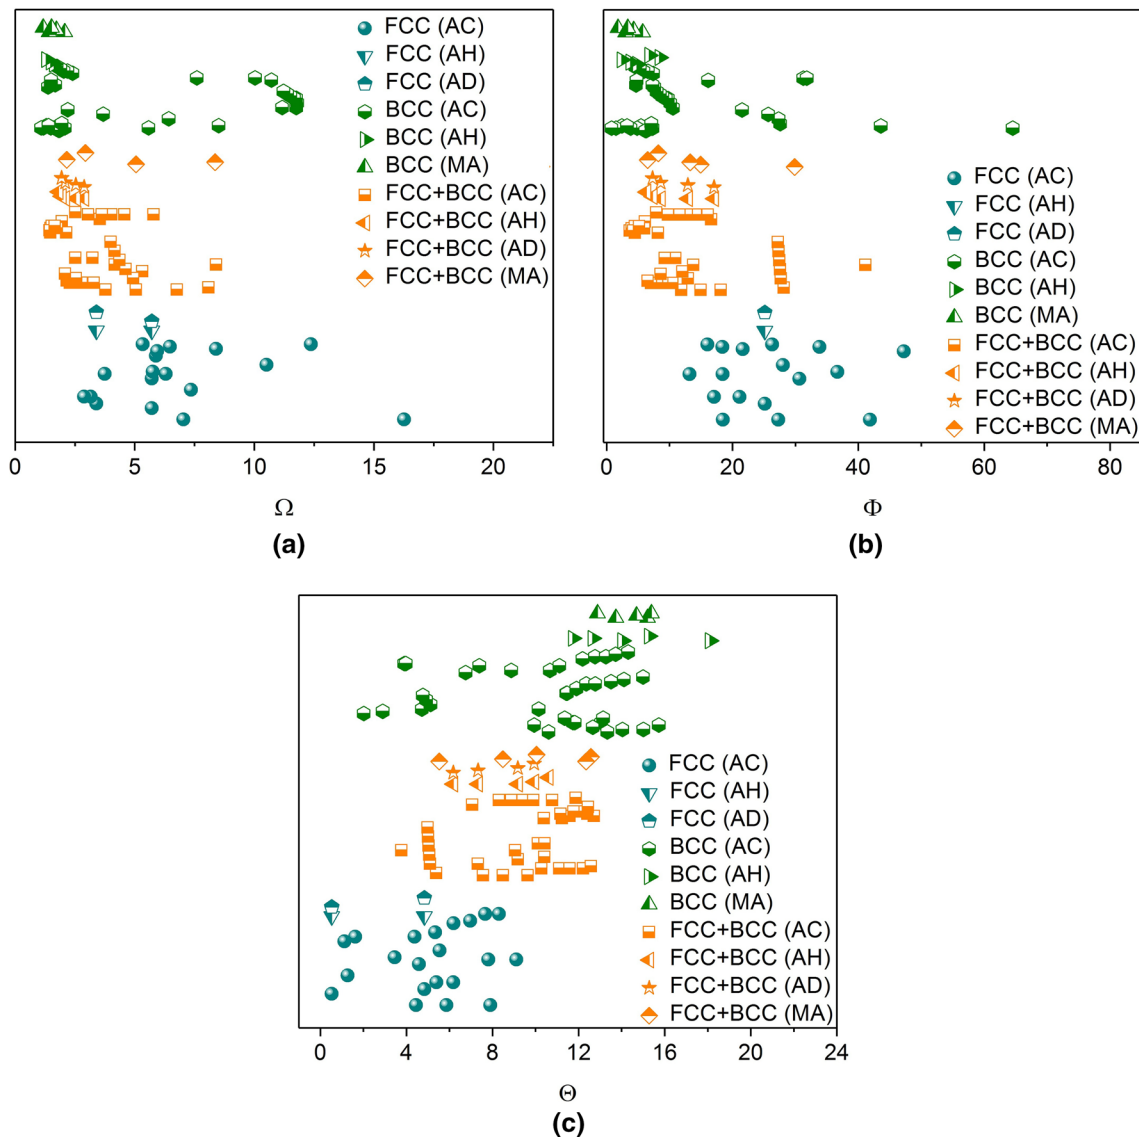 FCC (AC)
FCC (AH)
FCC (AD)
BCC (AC)
BCC (AH)
BCC (MA)
FCC+BCC (AC)
FCC+BCC (AH)
FCC+BCC (AD)
FCC+BCC (MA)
0 5 10 15 20
Ω
(a)
FCC (AC)
FCC (AH)
FCC (AD)
BCC (AC)
BCC (AH)
BCC (MA)
FCC+BCC (AC)
FCC+BCC (AH)
FCC+BCC (AD)
FCC+BCC (MA)
0 20 40 60 80
Φ
(b)
FCC (AC)
FCC (AH)
FCC (AD)
BCC (AC)
BCC (AH)
BCC (MA)
FCC+BCC (AC)
FCC+BCC (AH)
FCC+BCC (AD)
FCC+BCC (MA)
0 4 8 12 16 20 24
Θ
(c)